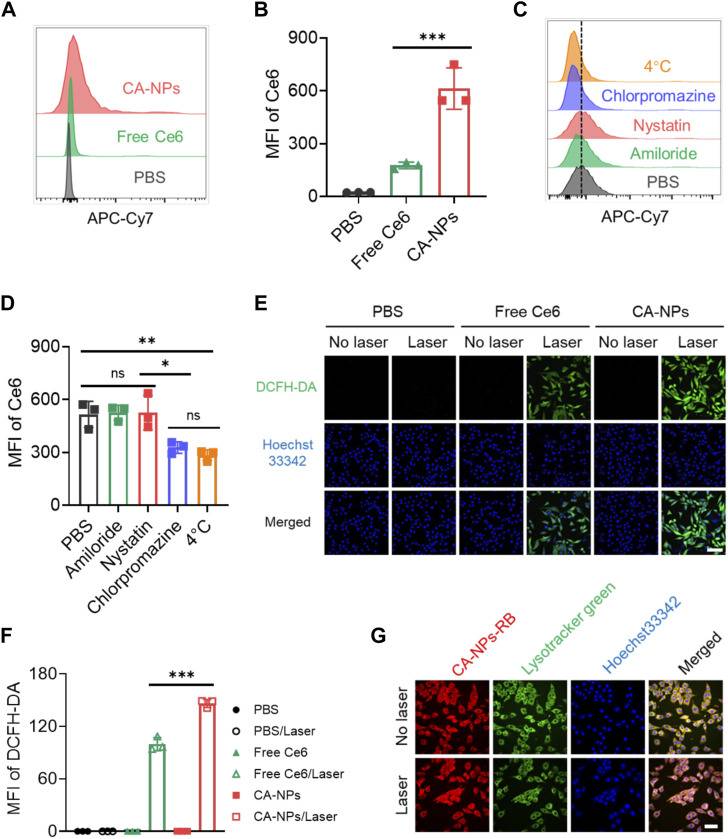 A
CA-NPs
Free Ce6
PBS
APC-Cy7
B
MFI of Ce6
900
600
300
0
***
PBS
Free Ce6
CA-NPs
C
4°C
Chlorpromazine
Nystatin
Amiloride
PBS
APC-Cy7
D
MFI of Ce6
900
600
300
0
**
*
ns
ns
PBS
Amiloride
Nystatin
Chlorpromazine
4°C
E
PBS Free Ce6 CA-NPs
No laser Laser No laser Laser No laser Laser
DCFH-DA
Hoechst
33342
Merged
F
MFI of DCFH-DA
180
120
60
0
***
PBS
PBS/Laser
Free Ce6
Free Ce6/Laser
CA-NPs
CA-NPs/Laser
G
CA-NPs-RB
Lysotracker green
Hoechst33342
Merged
No laser
Laser